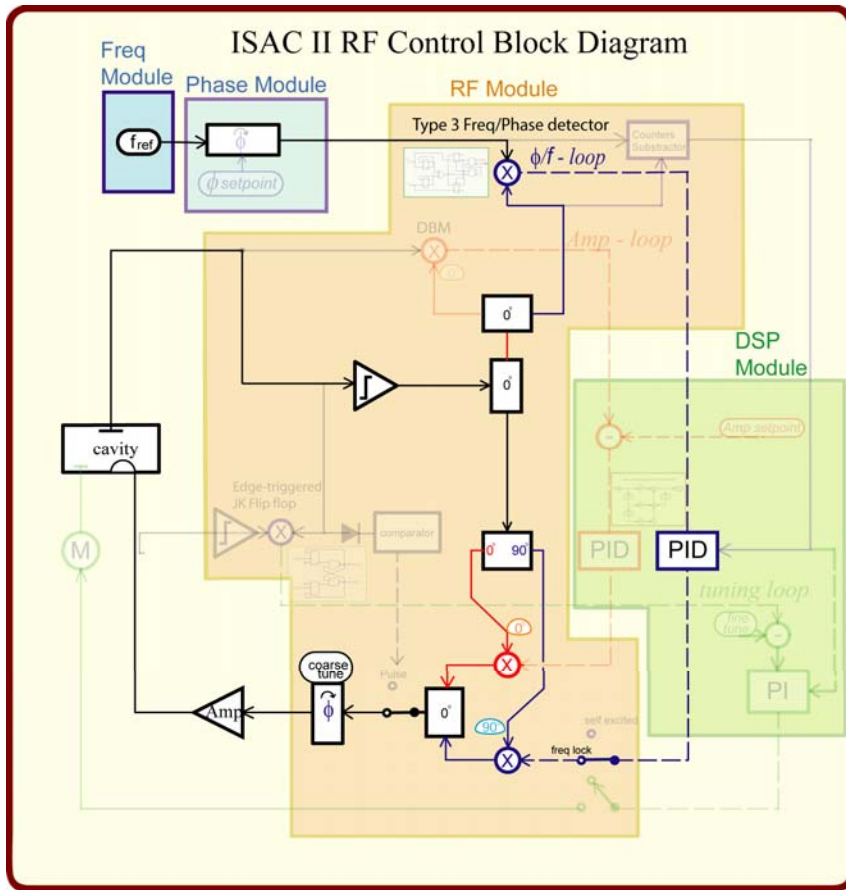 ISAC II RF Control Block Diagram
Freq
Module
Phase Module
RF Module
fref
ϕ
ϕ setpoint
Type 3 Freq/Phase detector
Counters
Substractor
X
ϕ/f - loop
DBM
X
Amp - loop
0°
0°
DSP
Module
0°
cavity
Amp setpoint
-
Edge-triggered
JK Flip flop
X
comparator
M
0°
90°
PID
PID
tuning loop
0°
fine
tune
-
coarse
tune
X
Pulse
PI
Amp
ϕ
0°
90°
self excited
X
freq lock